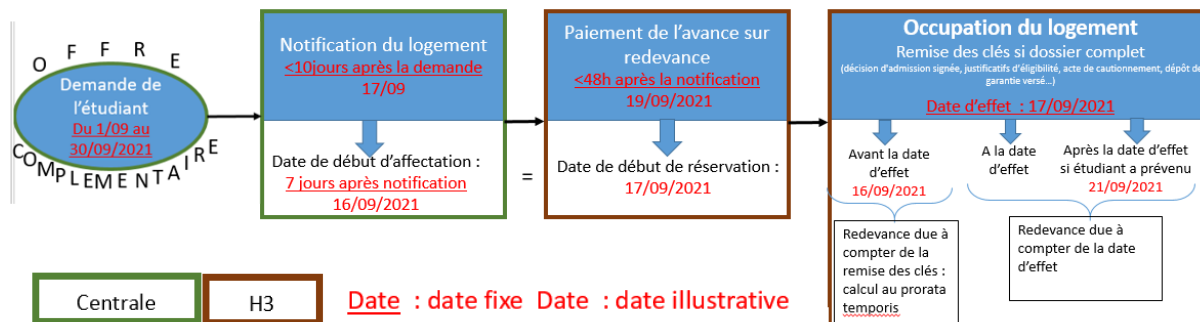 OFFRE
COMPLEMENTAIRE
Demande de
l'étudiant
Du 1/09 au
30/09/2021
Notification du logement
<10jours après la demande
17/09
Date de début d'affectation :
7 jours après notification
16/09/2021
=
Paiement de l'avance sur
redevance
<48h après la notification
19/09/2021
Date de début de réservation :
17/09/2021
Occupation du logement
Remise des clés si dossier complet
(décision d'admission signée, justificatifs d'éligibilité, acte de cautionnement, dépôt de
garantie versé...)
Date d'effet : 17/09/2021
Avant la date
d'effet
16/09/2021
A la date
d'effet
Après la date d'effet
si étudiant a prévenu
21/09/2021
Redevance due à
compter de la
remise des clés :
calcul au prorata
temporis
Redevance due à
compter de la date
d'effet
Centrale
H3
Date : date fixe Date : date illustrative